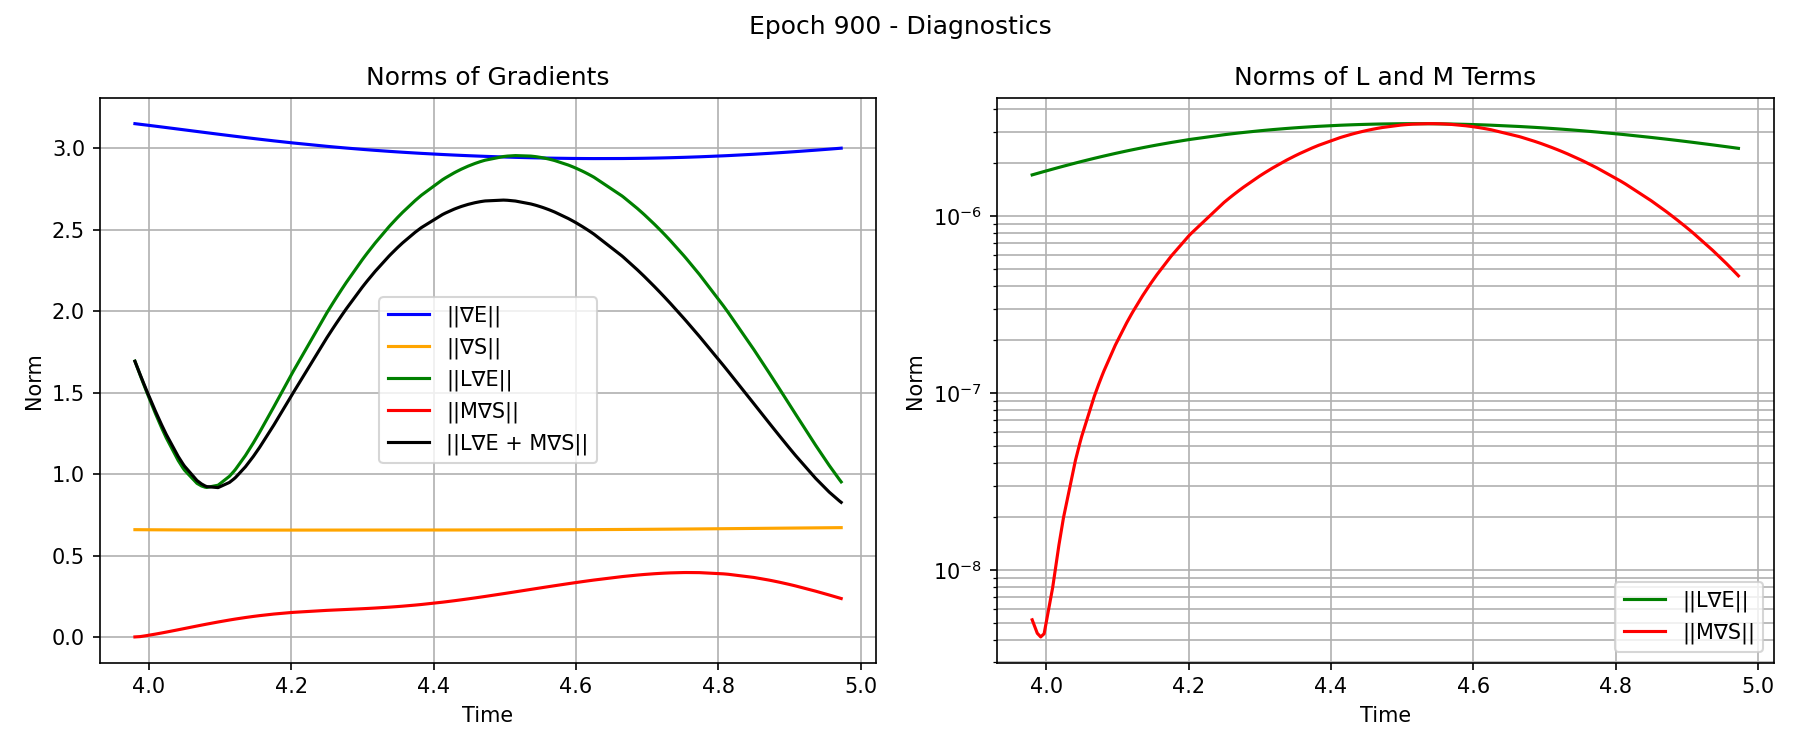 Epoch 900 - Diagnostics
Norms of Gradients
Norm
3.0
2.5
2.0
1.5
1.0
0.5
0.0
||∇E||
||∇S||
||L∇E||
||M∇S||
||L∇E + M∇S||
4.0 4.2 4.4 4.6 4.8 5.0
Time
Norms of L and M Terms
Norm
10⁻⁶
10⁻⁷
10⁻⁸
||L∇E||
||M∇S||
4.0 4.2 4.4 4.6 4.8 5.0
Time